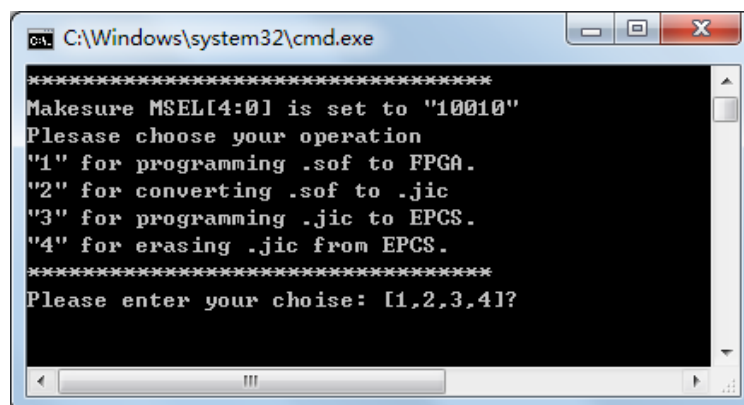 C:\Windows\system32\cmd.exe
**********************************
Makesure MSEL[4:0] is set to "10010"
Plesase choose your operation
"1" for programming .sof to FPGA.
"2" for converting .sof to .jic
"3" for programming .jic to EPCS.
"4" for erasing .jic from EPCS.
**********************************
Please enter your choise: [1,2,3,4]?